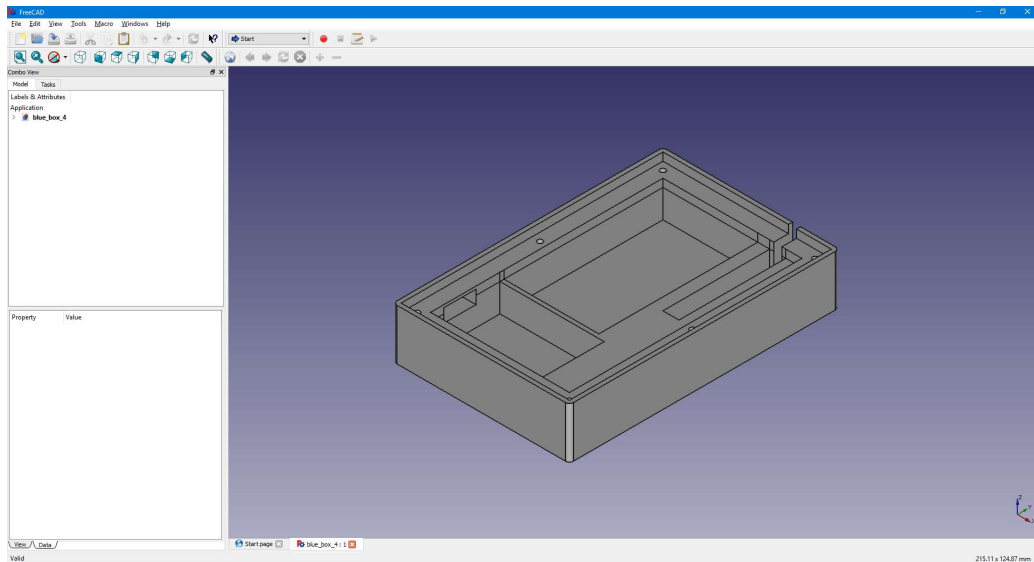 FreeCAD
File Edit View Tools Macro Windows Help
Start
Combo View
Model Tasks
Labels & Attributes
Application
blue_box_4
Property Value
View Data
Start page blue_box_4 : 1
Valid 215.11 x 124.87 mm
Z
Y
X